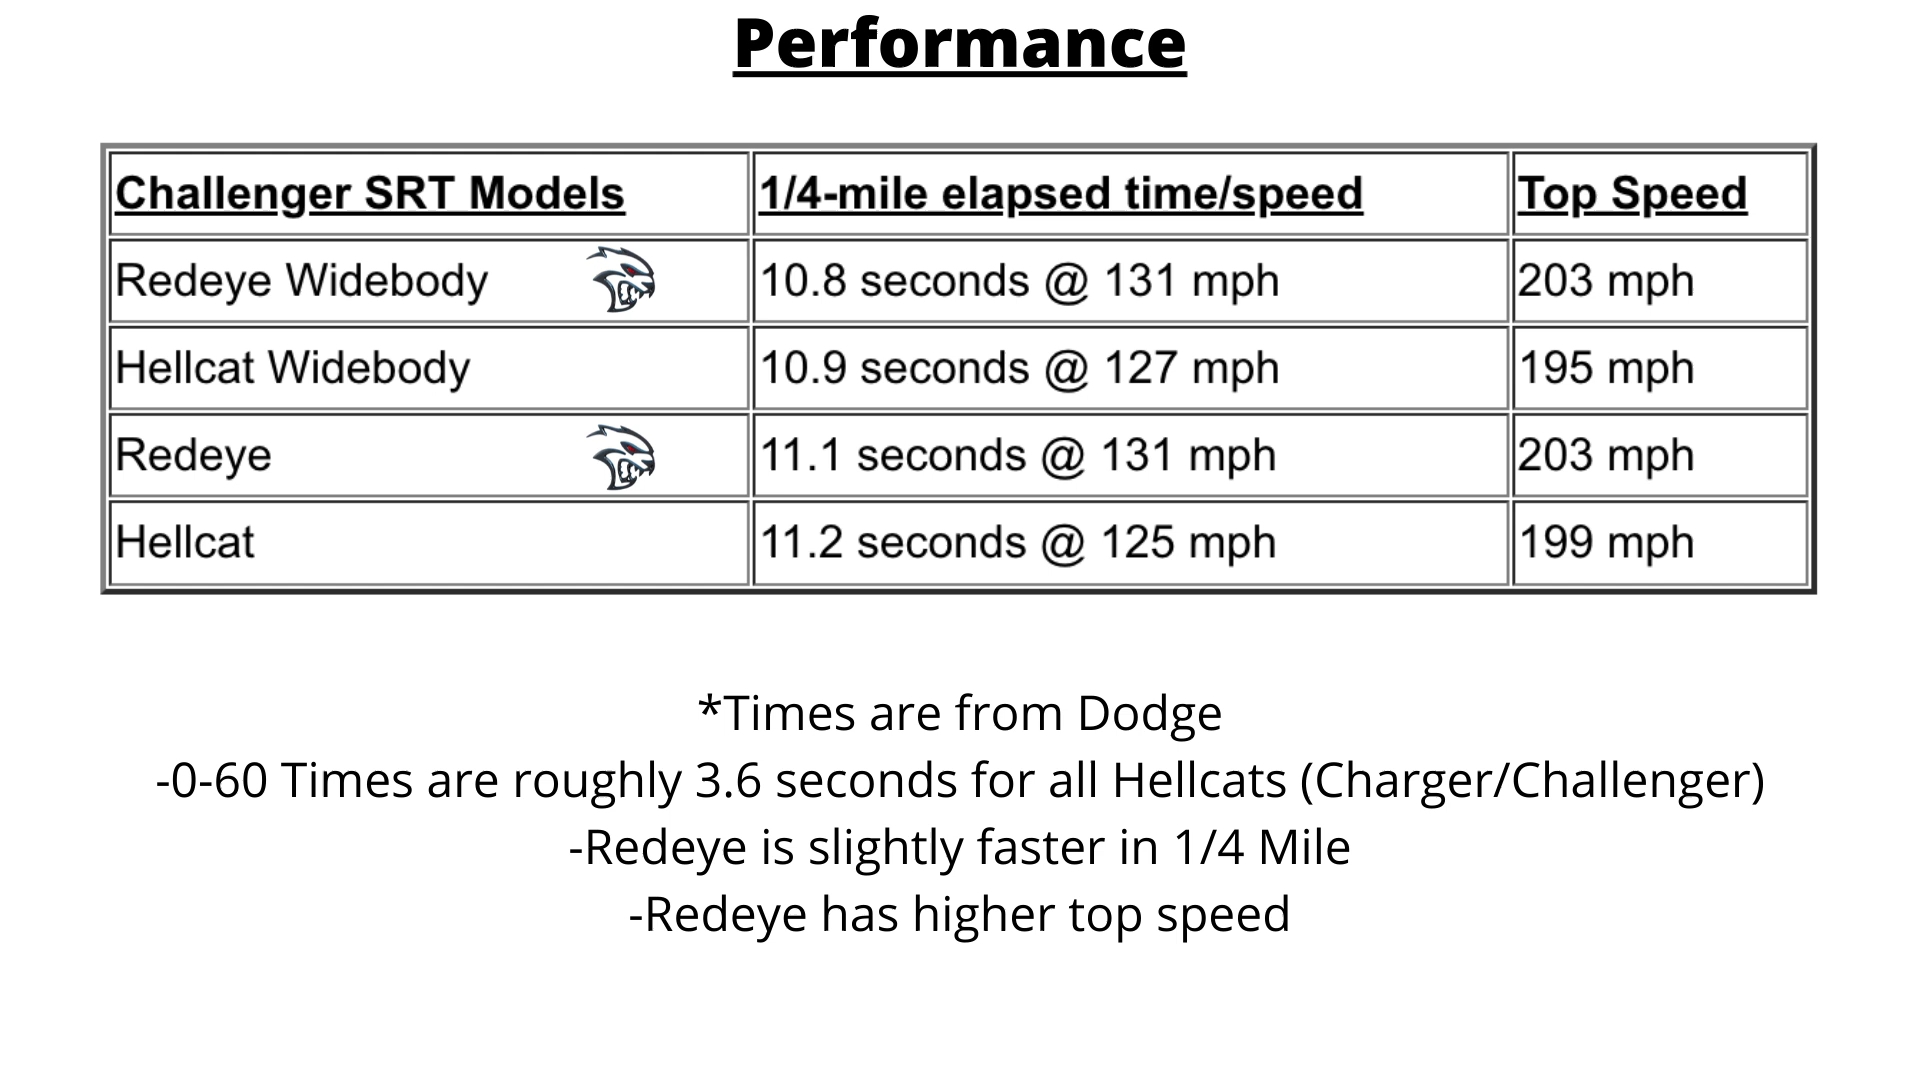 Performance
Challenger SRT Models 1/4-mile elapsed time/speed Top Speed
Redeye Widebody 10.8 seconds @ 131 mph 203 mph
Hellcat Widebody 10.9 seconds @ 127 mph 195 mph
Redeye 11.1 seconds @ 131 mph 203 mph
Hellcat 11.2 seconds @ 125 mph 199 mph
*Times are from Dodge
-0-60 Times are roughly 3.6 seconds for all Hellcats (Charger/Challenger)
-Redeye is slightly faster in 1/4 Mile
-Redeye has higher top speed